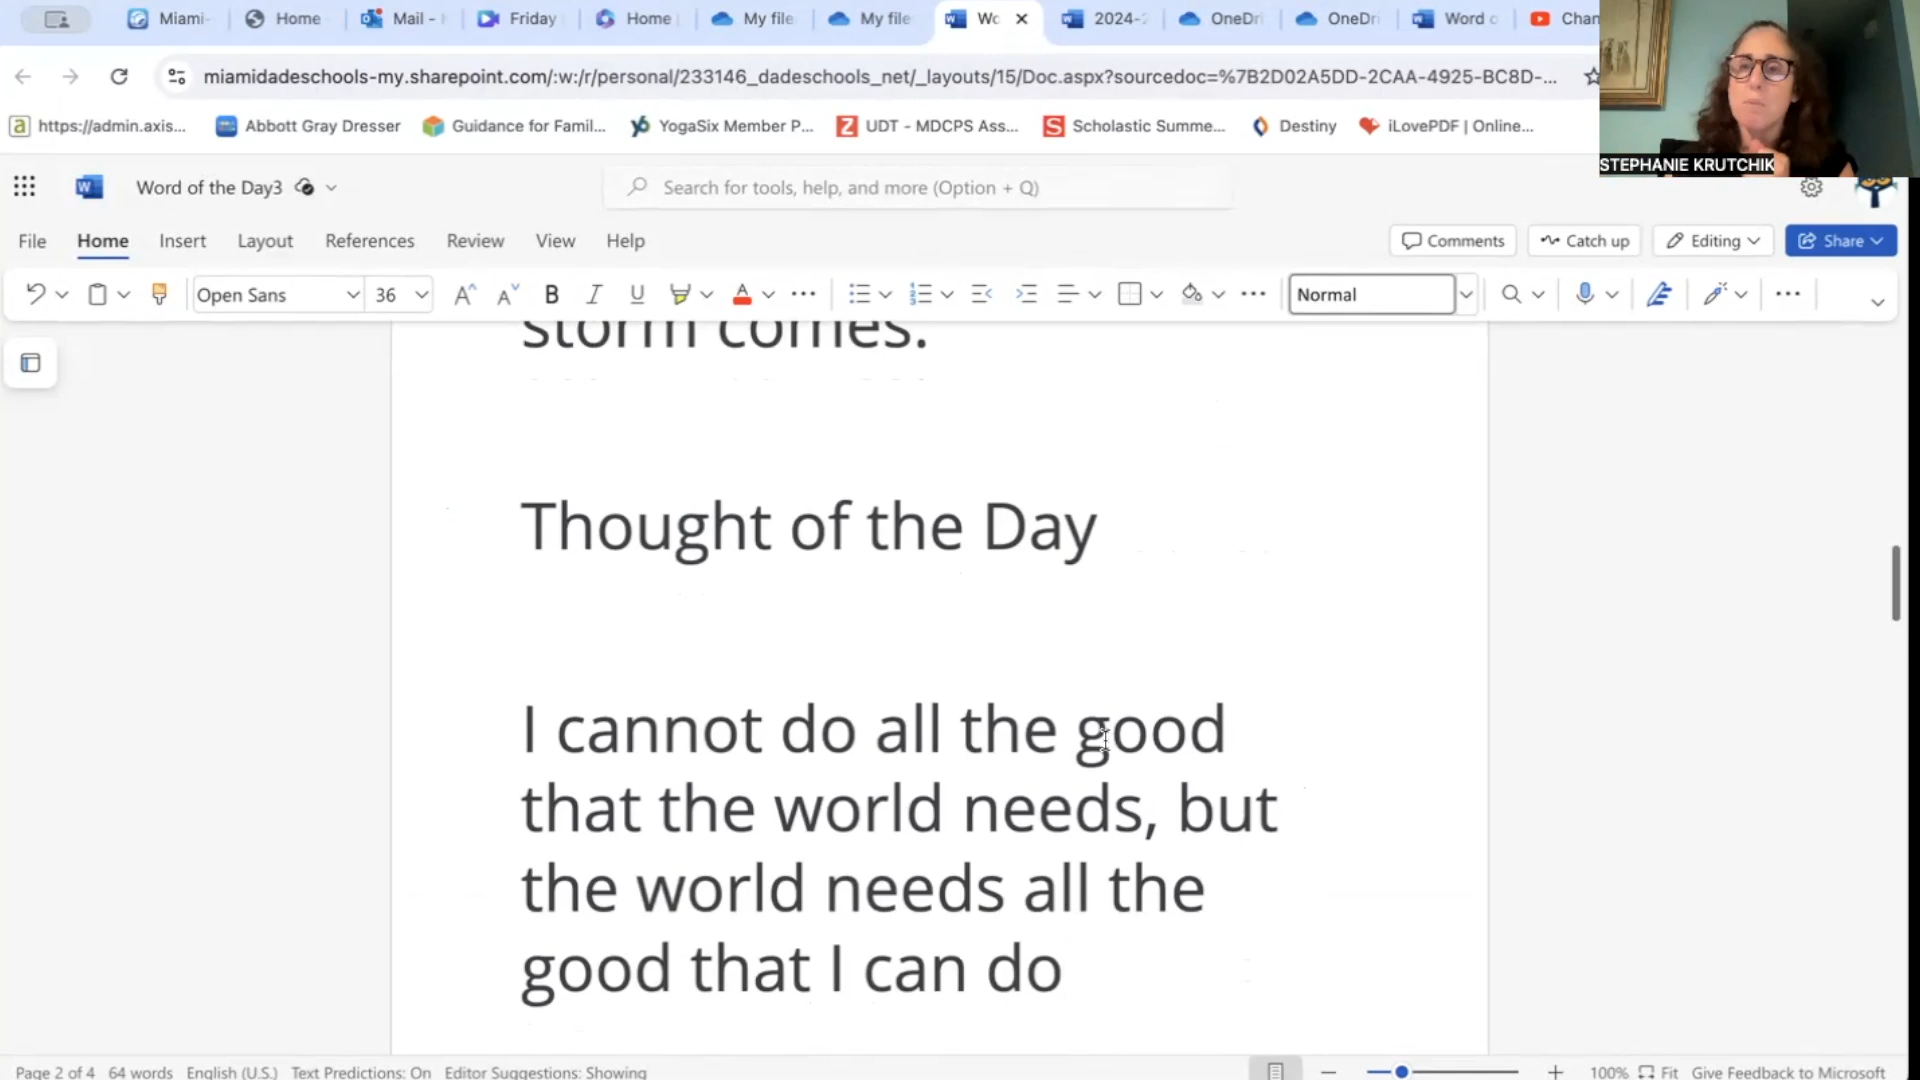 Miami-
Home
Mail -
Friday
Home
My file
My file
Wc
2024-
OneDri
OneDri
Word o
Chan
miamidadeschools-my.sharepoint.com/:w:/r/personal/233146_dadeschools_net/_layouts/15/Doc.aspx?sourcedoc=%7B2D02A5DD-2CAA-4925-BC8D-...
https://admin.axis...
Abbott Gray Dresser
Guidance for Famil...
YogaSix Member P...
UDT - MDCPS Ass...
Scholastic Summe...
Destiny
iLovePDF | Online...
STEPHANIE KRUTCHIK
Word of the Day3
Search for tools, help, and more (Option + Q)
File Home Insert Layout References Review View Help
Comments Catch up Editing Share
Open Sans 36 Normal
storm comes.
Thought of the Day
I cannot do all the good
that the world needs, but
the world needs all the
good that I can do
Page 2 of 4 64 words English (U.S.) Text Predictions: On Editor Suggestions: Showing
100% Fit Give Feedback to Microsoft